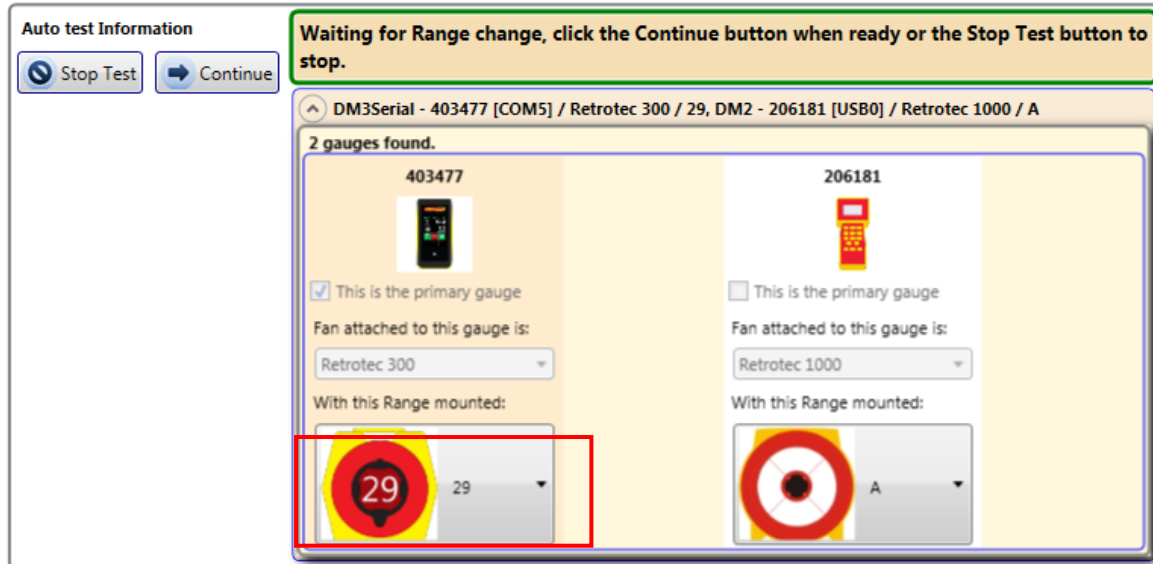 Auto test Information
Stop Test
Continue
Waiting for Range change, click the Continue button when ready or the Stop Test button to
stop.
DM3Serial - 403477 [COM5] / Retrotec 300 / 29, DM2 - 206181 [USB0] / Retrotec 1000 / A
2 gauges found.
403477
This is the primary gauge
Fan attached to this gauge is:
Retrotec 300
With this Range mounted:
29
29
206181
This is the primary gauge
Fan attached to this gauge is:
Retrotec 1000
With this Range mounted:
A